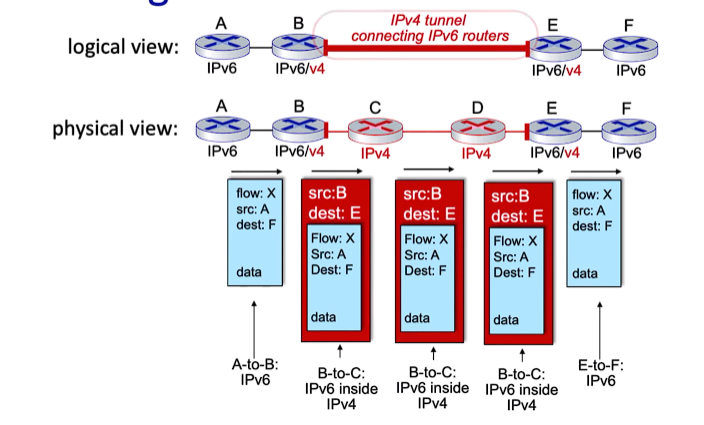 A B IPv4 tunnel E F
logical view: connecting IPv6 routers
IPv6 IPv6/v4 IPv6/v4 IPv6
A B C D E F
physical view:
IPv6 IPv6/v4 IPv4 IPv4 IPv6/v4 IPv6
flow: X
src: A
dest: F
data
src:B
dest: E
Flow: X
Src: A
Dest: F
data
src:B
dest: E
Flow: X
Src: A
Dest: F
data
src:B
dest: E
Flow: X
Src: A
Dest: F
data
flow: X
src: A
dest: F
data
A-to-B:
IPv6
B-to-C:
IPv6 inside
IPv4
B-to-C:
IPv6 inside
IPv4
B-to-C:
IPv6 inside
IPv4
E-to-F:
IPv6